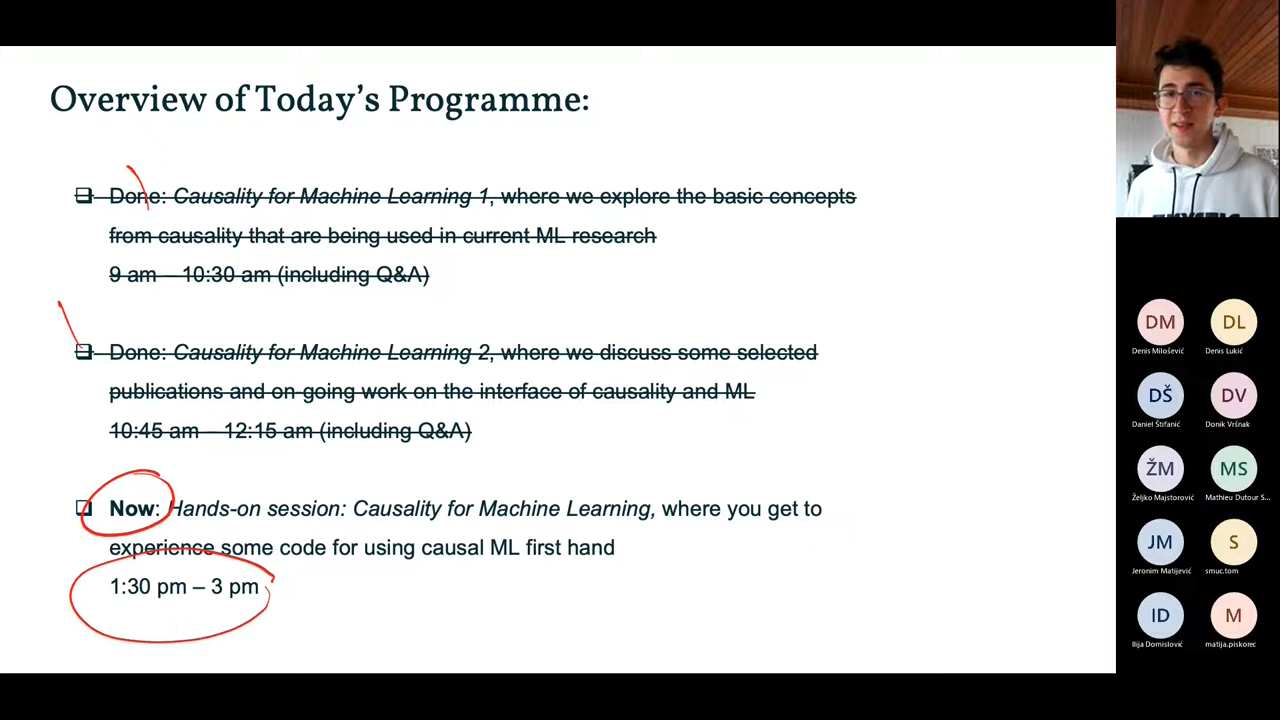 Overview of Today's Programme:
Done: Causality for Machine Learning 1, where we explore the basic concepts
from causality that are being used in current ML research
9 am – 10:30 am (including Q&A)
Done: Causality for Machine Learning 2, where we discuss some selected
publications and on-going work on the interface of causality and ML
10:45 am – 12:15 am (including Q&A)
Now: Hands-on session: Causality for Machine Learning, where you get to
experience some code for using causal ML first hand
1:30 pm – 3 pm
DM DL
Denis Milošević Denis Lukić
DŠ DV
Daniel Štifanić Donik Vršnak
ŽM MS
Željko Majstorović Mathieu Dutour S...
JM S
Jeronim Matijević smuc.tom
ID M
Ilija Domislović matija.piskorec